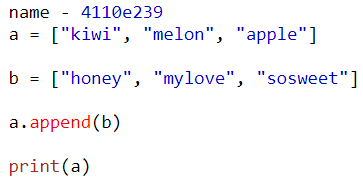 name - 4110e239
a = ["kiwi", "melon", "apple"]
b = ["honey", "mylove", "sosweet"]
a.append(b)
print(a)